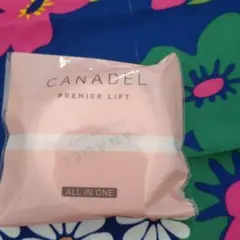 CANADEL
PREMIER LIFT
ALL IN ONE